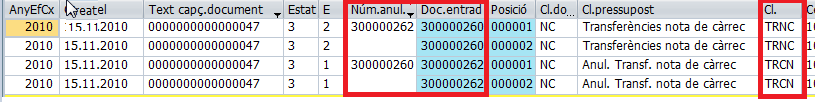 AnyEfCx reatel Text capç.document Estat E Núm.anul. Doc.entrad Posició Cl.do... Cl.pressupost Cl.
2010 15.11.2010 0000000000000047 3 2 300000262 300000260 000001 NC Transferències nota de càrrec TRNC
2010 15.11.2010 0000000000000047 3 2 300000260 000002 NC Transferències nota de càrrec TRNC
2010 15.11.2010 0000000000000047 3 1 300000260 300000262 000001 NC Anul. Transf. nota de càrrec TRCN
2010 15.11.2010 0000000000000047 3 1 300000262 000002 NC Anul. Transf. nota de càrrec TRCN